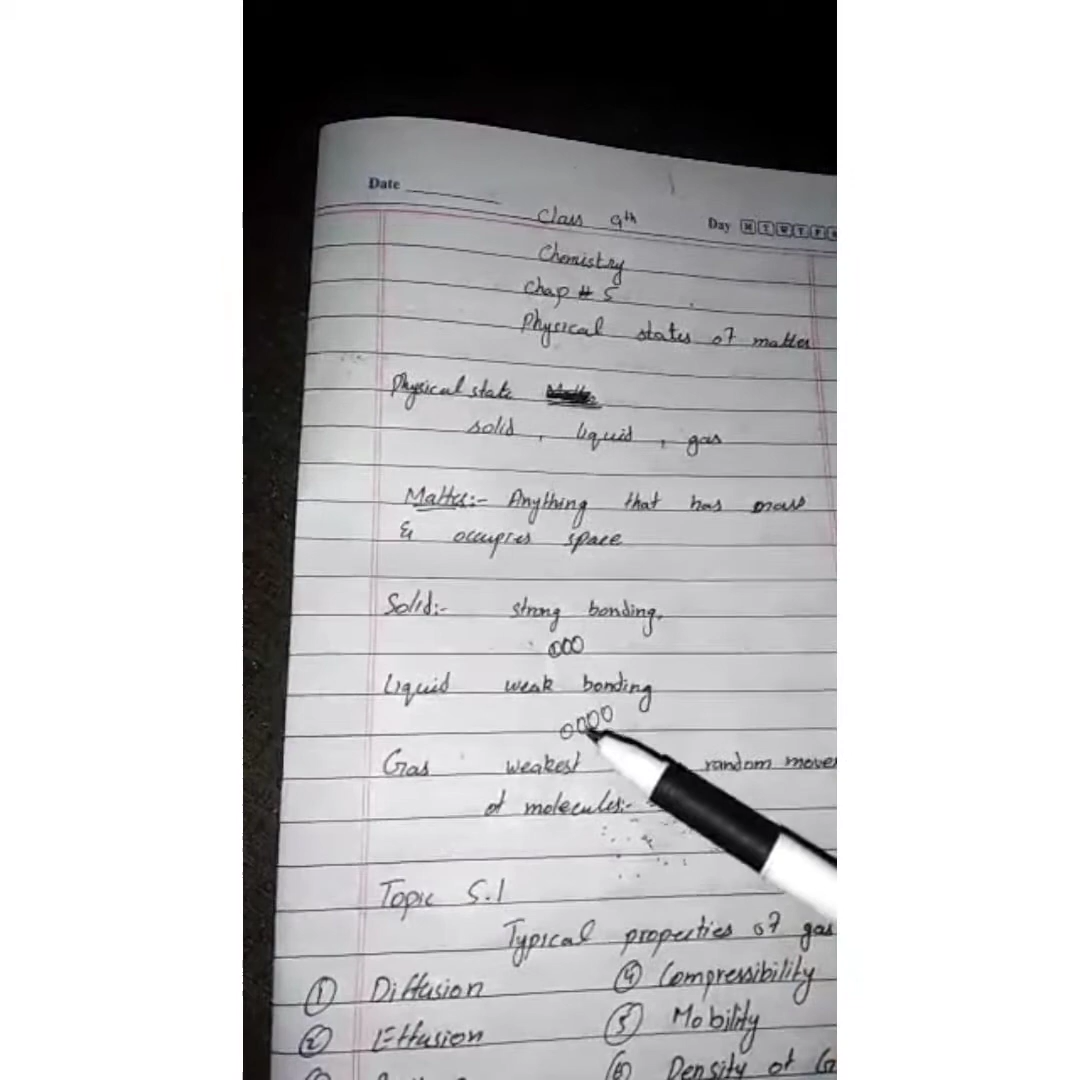 Date
Class 9th
Day M T W T F S
Chemistry
Chap # 5
Physical states of matter
Physical state
solid, liquid, gas
Matter:- Anything that has mass
& occupies space
Solid:- strong bonding.
Liquid weak bonding
Gas weakest random move
of molecules:-
Topic 5.1
Typical properties of gas
① Diffusion ④ Compressibility
② Effusion ⑤ Mobility
⑥ Density of G